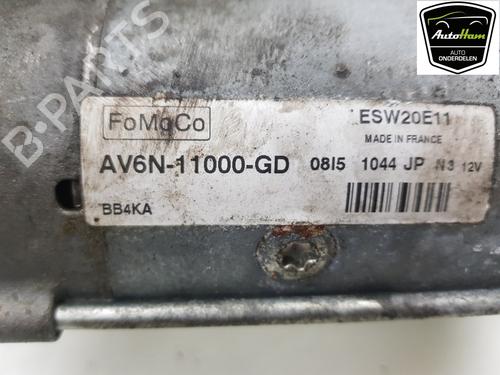 AutoHam
AUTO
ONDERDELEN
B-PARTS
FoMoCo
ESW20E11
MADE IN FRANCE
AV6N-11000-GD 08I5 1044 JP N3 12V
BB4KA